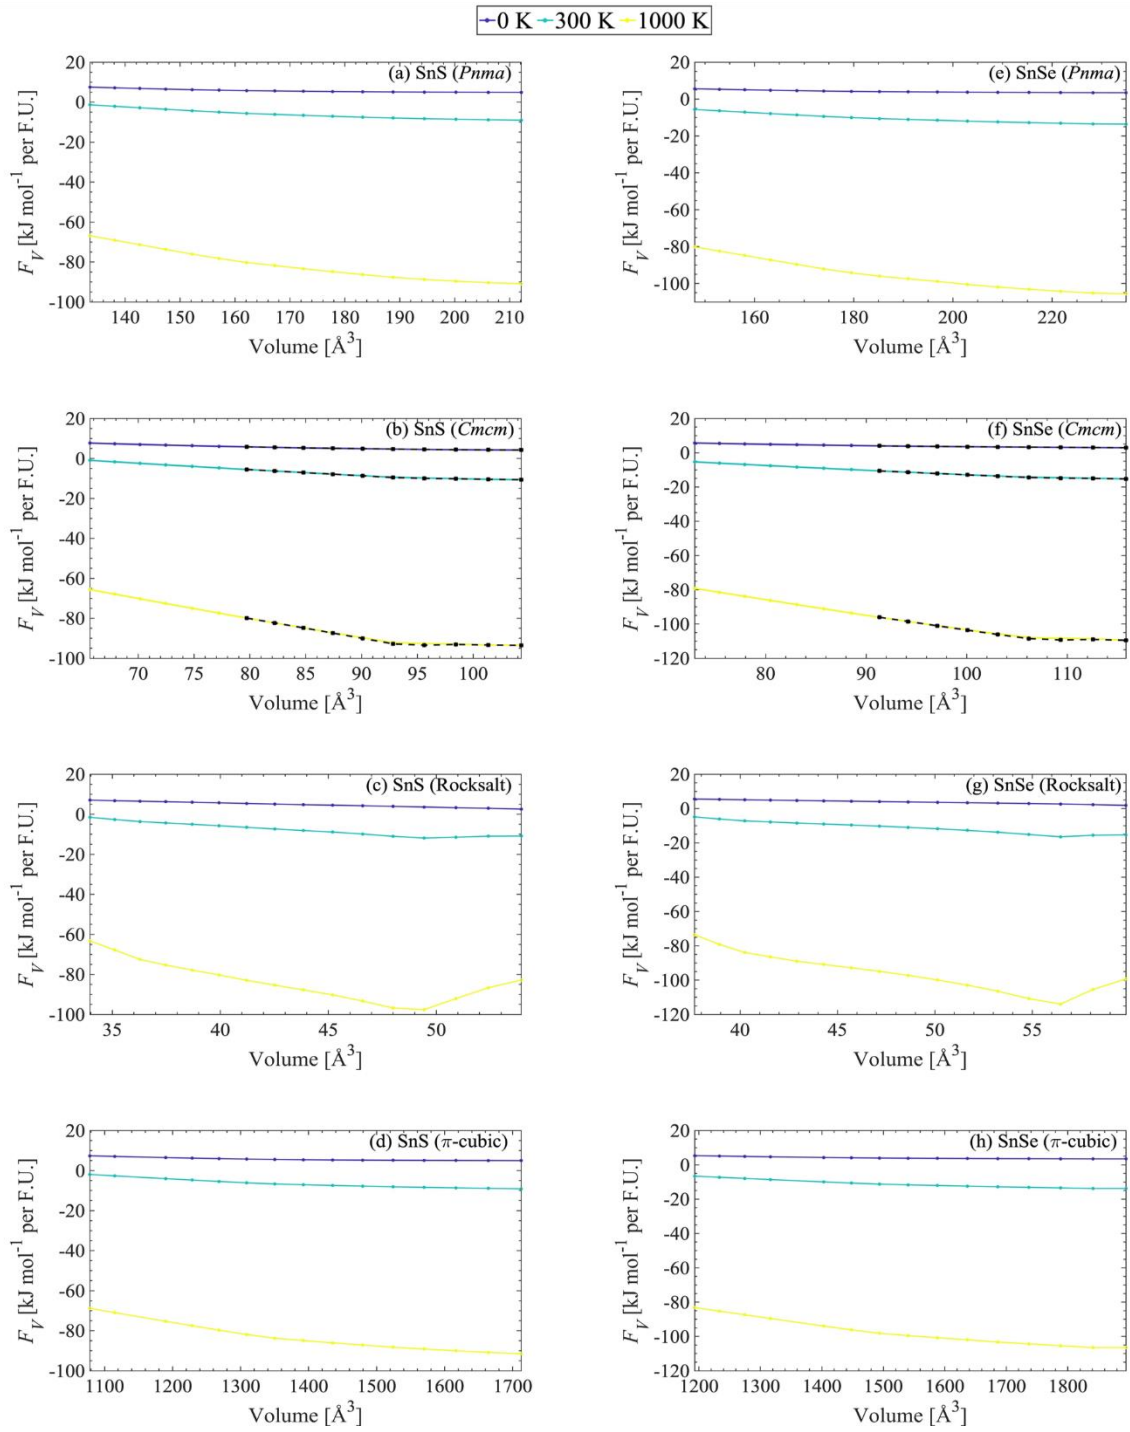 0 K 300 K 1000 K
(a) SnS (Pnma)
20
0
-20
-40
-60
-80
-100
140 150 160 170 180 190 200 210
Volume [Å³]
F_V [kJ mol⁻¹ per F.U.]
(e) SnSe (Pnma)
20
0
-20
-40
-60
-80
-100
160 180 200 220
Volume [Å³]
F_V [kJ mol⁻¹ per F.U.]
(b) SnS (Cmcm)
20
0
-20
-40
-60
-80
-100
70 75 80 85 90 95 100
Volume [Å³]
F_V [kJ mol⁻¹ per F.U.]
(f) SnSe (Cmcm)
20
0
-20
-40
-60
-80
-100
-120
80 90 100 110
Volume [Å³]
F_V [kJ mol⁻¹ per F.U.]
(c) SnS (Rocksalt)
20
0
-20
-40
-60
-80
-100
35 40 45 50
Volume [Å³]
F_V [kJ mol⁻¹ per F.U.]
(g) SnSe (Rocksalt)
20
0
-20
-40
-60
-80
-100
-120
40 45 50 55
Volume [Å³]
F_V [kJ mol⁻¹ per F.U.]
(d) SnS (π-cubic)
20
0
-20
-40
-60
-80
-100
1100 1200 1300 1400 1500 1600 1700
Volume [Å³]
F_V [kJ mol⁻¹ per F.U.]
(h) SnSe (π-cubic)
20
0
-20
-40
-60
-80
-100
-120
1200 1300 1400 1500 1600 1700 1800
Volume [Å³]
F_V [kJ mol⁻¹ per F.U.]